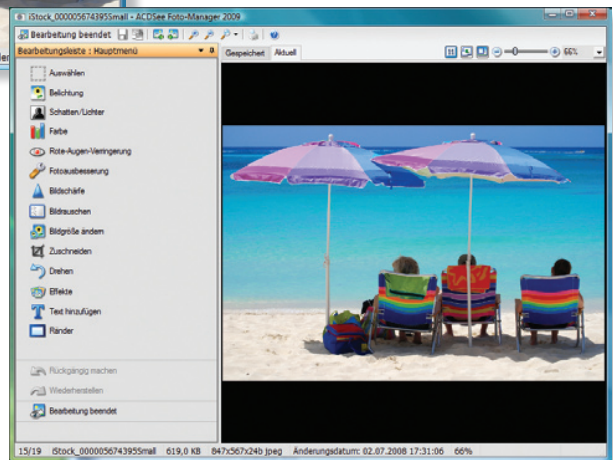 iStock_000005674395Small - ACDSee Foto-Manager 2009
Bearbeitung beendet
Bearbeitungsleiste : Hauptmenü
Gespeichert Aktuell 66%
Auswählen
Belichtung
Schatten/Lichter
Farbe
Rote-Augen-Verringerung
Fotoausbesserung
Bildschärfe
Bildrauschen
Bildgröße ändern
Zuschneiden
Drehen
Effekte
Text hinzufügen
Ränder
Rückgängig machen
Wiederherstellen
Bearbeitung beendet
15/19 iStock_000005674395Small 619,0 KB 847x567x24b jpeg Änderungsdatum: 02.07.2008 17:31:06 66%